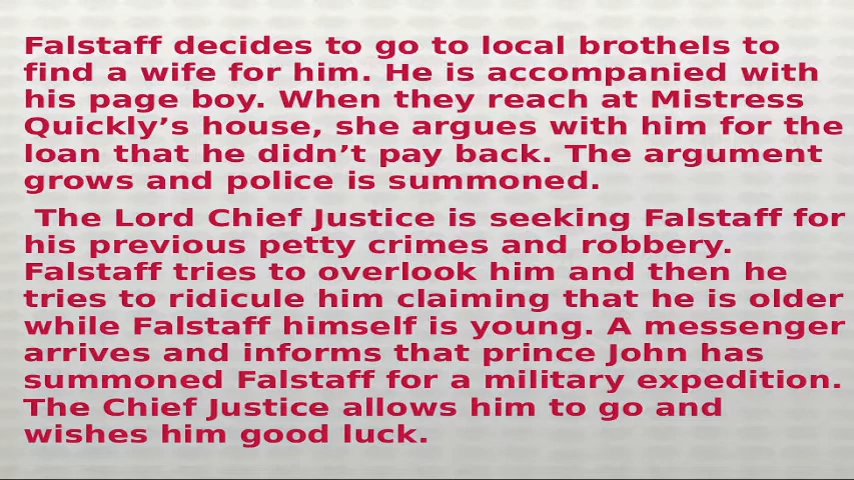 Falstaff decides to go to local brothels to
find a wife for him. He is accompanied with
his page boy. When they reach at Mistress
Quickly’s house, she argues with him for the
loan that he didn’t pay back. The argument
grows and police is summoned.
The Lord Chief Justice is seeking Falstaff for
his previous petty crimes and robbery.
Falstaff tries to overlook him and then he
tries to ridicule him claiming that he is older
while Falstaff himself is young. A messenger
arrives and informs that prince John has
summoned Falstaff for a military expedition.
The Chief Justice allows him to go and
wishes him good luck.